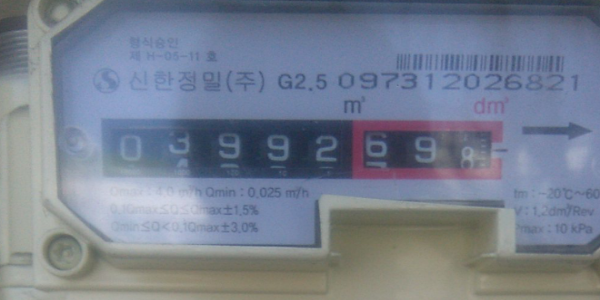 형식승인
제 H-05-11 호
신한정밀(주) G2.5 097312026821
m³ dm³
0 3 9 9 2 6 9 8
Qmax : 4.0 m³/h Qmin : 0.025 m³/h tm : -20℃~60
0.1Qmax≤Q≤Qmax±1.5% V : 1.2dm³/Rev
Qmin≤Q<0.1Qmax±3.0% Pmax : 10 kPa